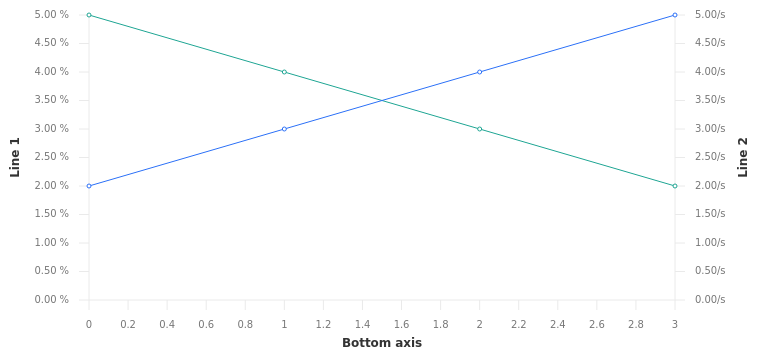 5.00 % 5.00/s
4.50 % 4.50/s
4.00 % 4.00/s
3.50 % 3.50/s
3.00 % 3.00/s
Line 1 Line 2
2.50 % 2.50/s
2.00 % 2.00/s
1.50 % 1.50/s
1.00 % 1.00/s
0.50 % 0.50/s
0.00 % 0.00/s
0 0.2 0.4 0.6 0.8 1 1.2 1.4 1.6 1.8 2 2.2 2.4 2.6 2.8 3
Bottom axis